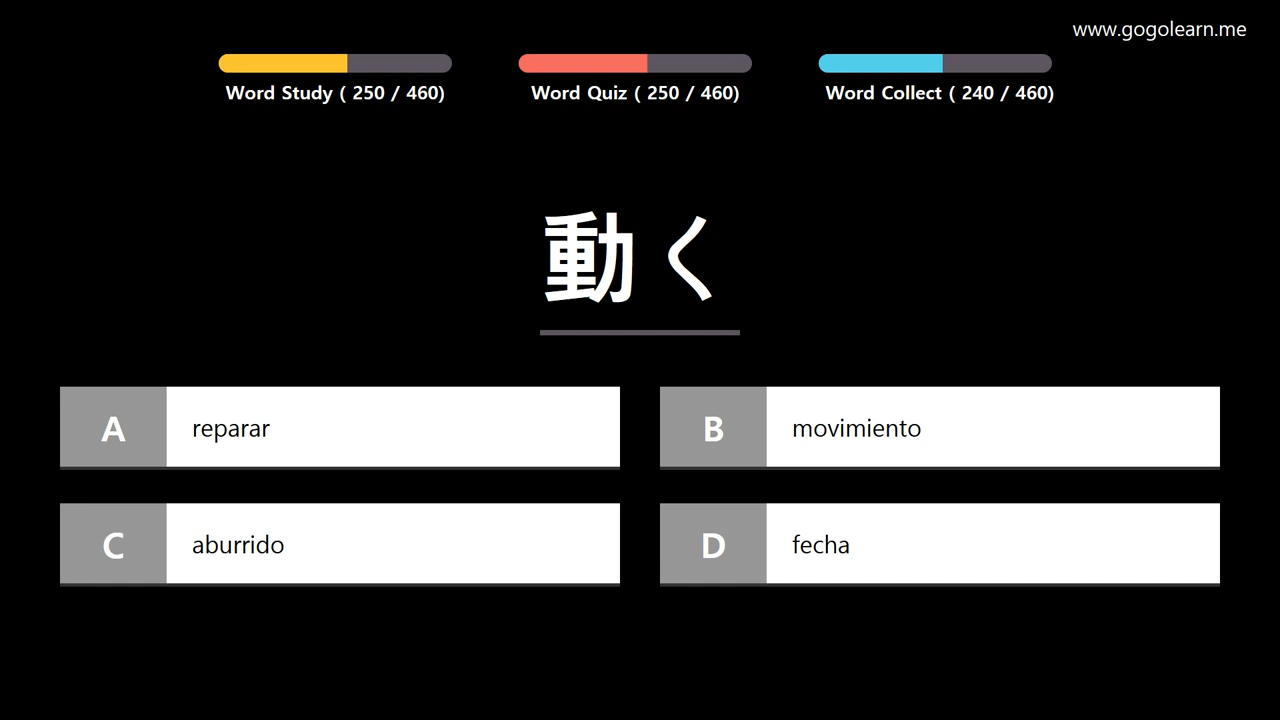 www.gogolearn.me
Word Study ( 250 / 460)
Word Quiz ( 250 / 460)
Word Collect ( 240 / 460)
動く
A reparar
B movimiento
C aburrido
D fecha